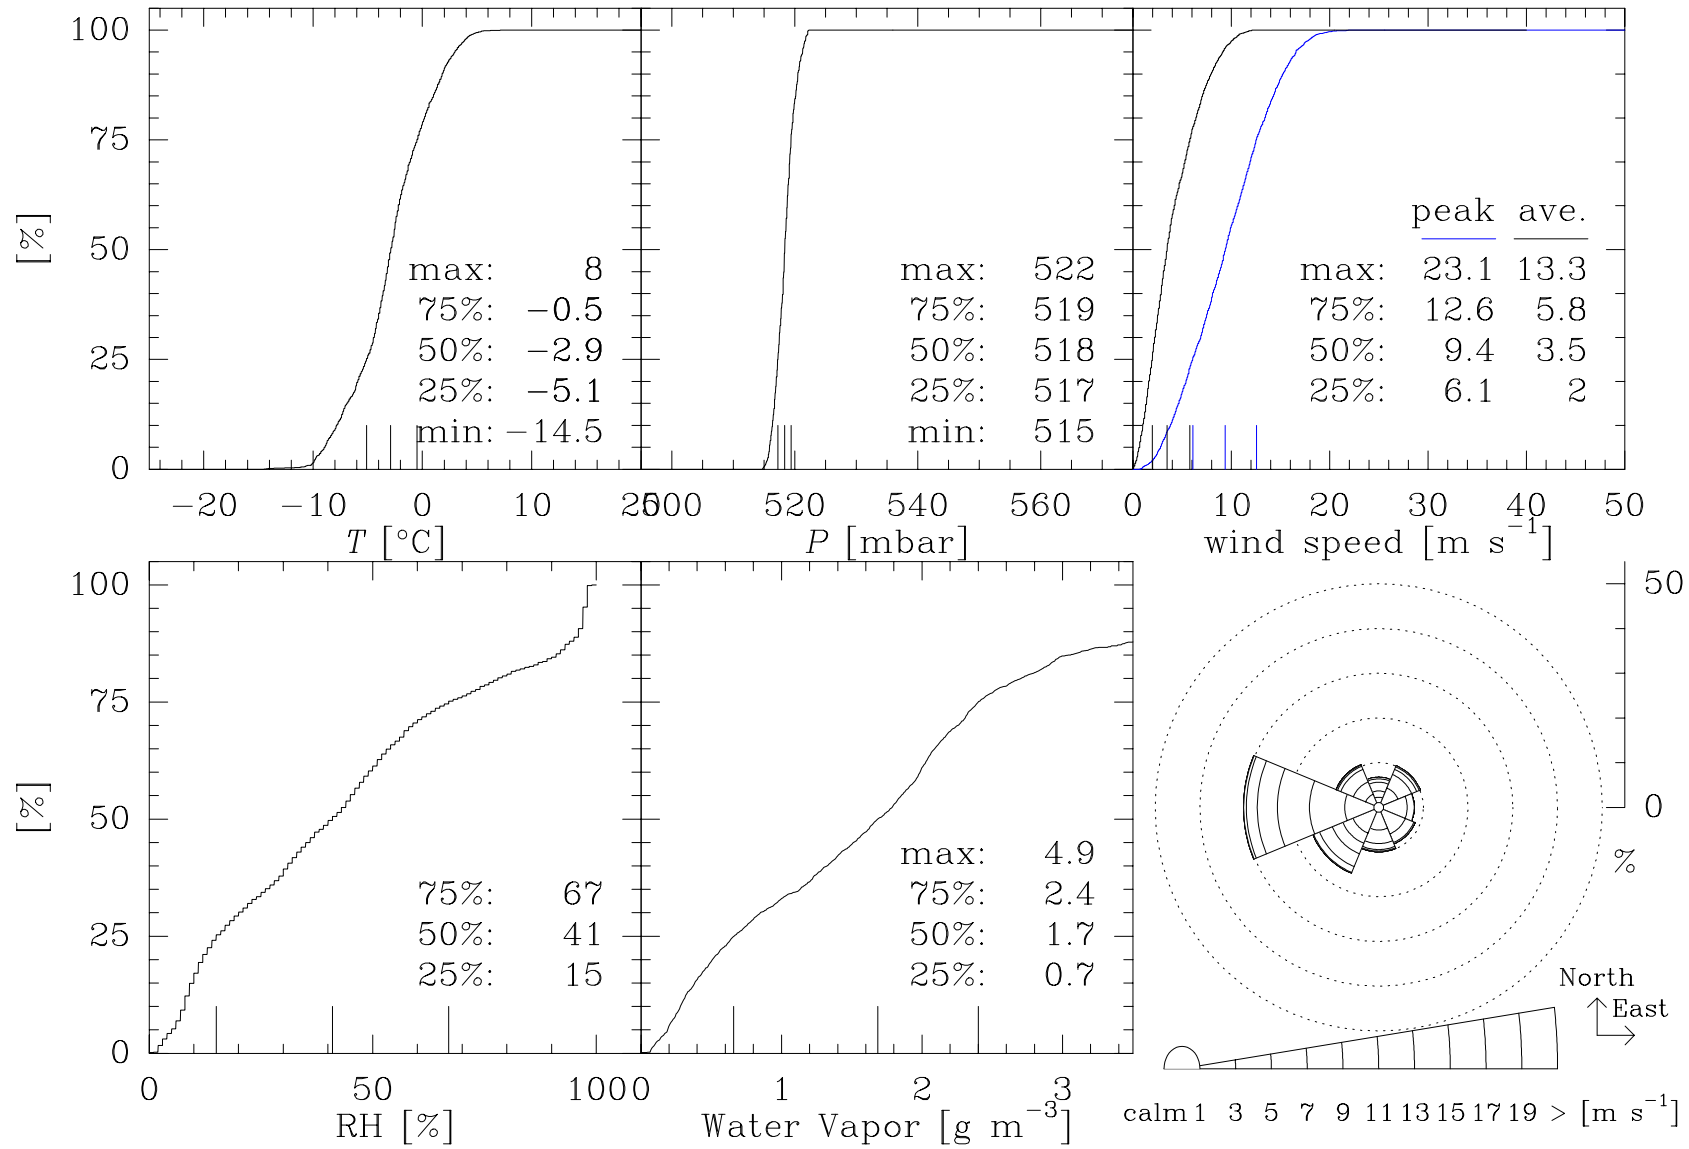 100
75
50
25
0
[%]
max: 8
75%: −0.5
50%: −2.9
25%: −5.1
min: −14.5
−20 −10 0 10 20
T [°C]
max: 522
75%: 519
50%: 518
25%: 517
min: 515
500 520 540 560
P [mbar]
peak ave.
max: 23.1 13.3
75%: 12.6 5.8
50%: 9.4 3.5
25%: 6.1 2
0 10 20 30 40 50
wind speed [m s−1]
100
75
50
25
0
[%]
75%: 67
50%: 41
25%: 15
0 50 100
RH [%]
max: 4.9
75%: 2.4
50%: 1.7
25%: 0.7
0 1 2 3
Water Vapor [g m−3]
50
0
%
North
East
calm 1 3 5 7 9 11 13 15 17 19 > [m s−1]